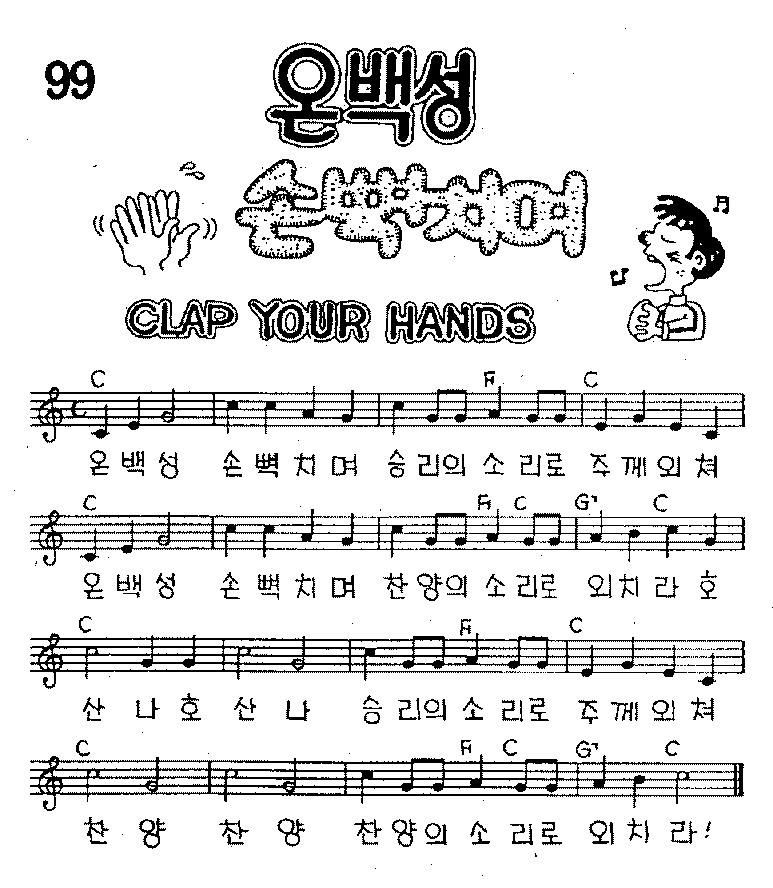 99
온백성
손뼉치며
CLAP YOUR HANDS
C F C
온 백 성 손 뼉 치 며 승 리의 소 리로 주 께 외 쳐
C F C G7 C
온 백 성 손 뼉 치 며 찬 양의 소 리로 외 치 라 호
C F C
산 나 호 산 나 승 리의 소 리로 주 께 외 쳐
C F C G7 C
찬 양 찬 양 찬 양의 소 리로 외 치 라!